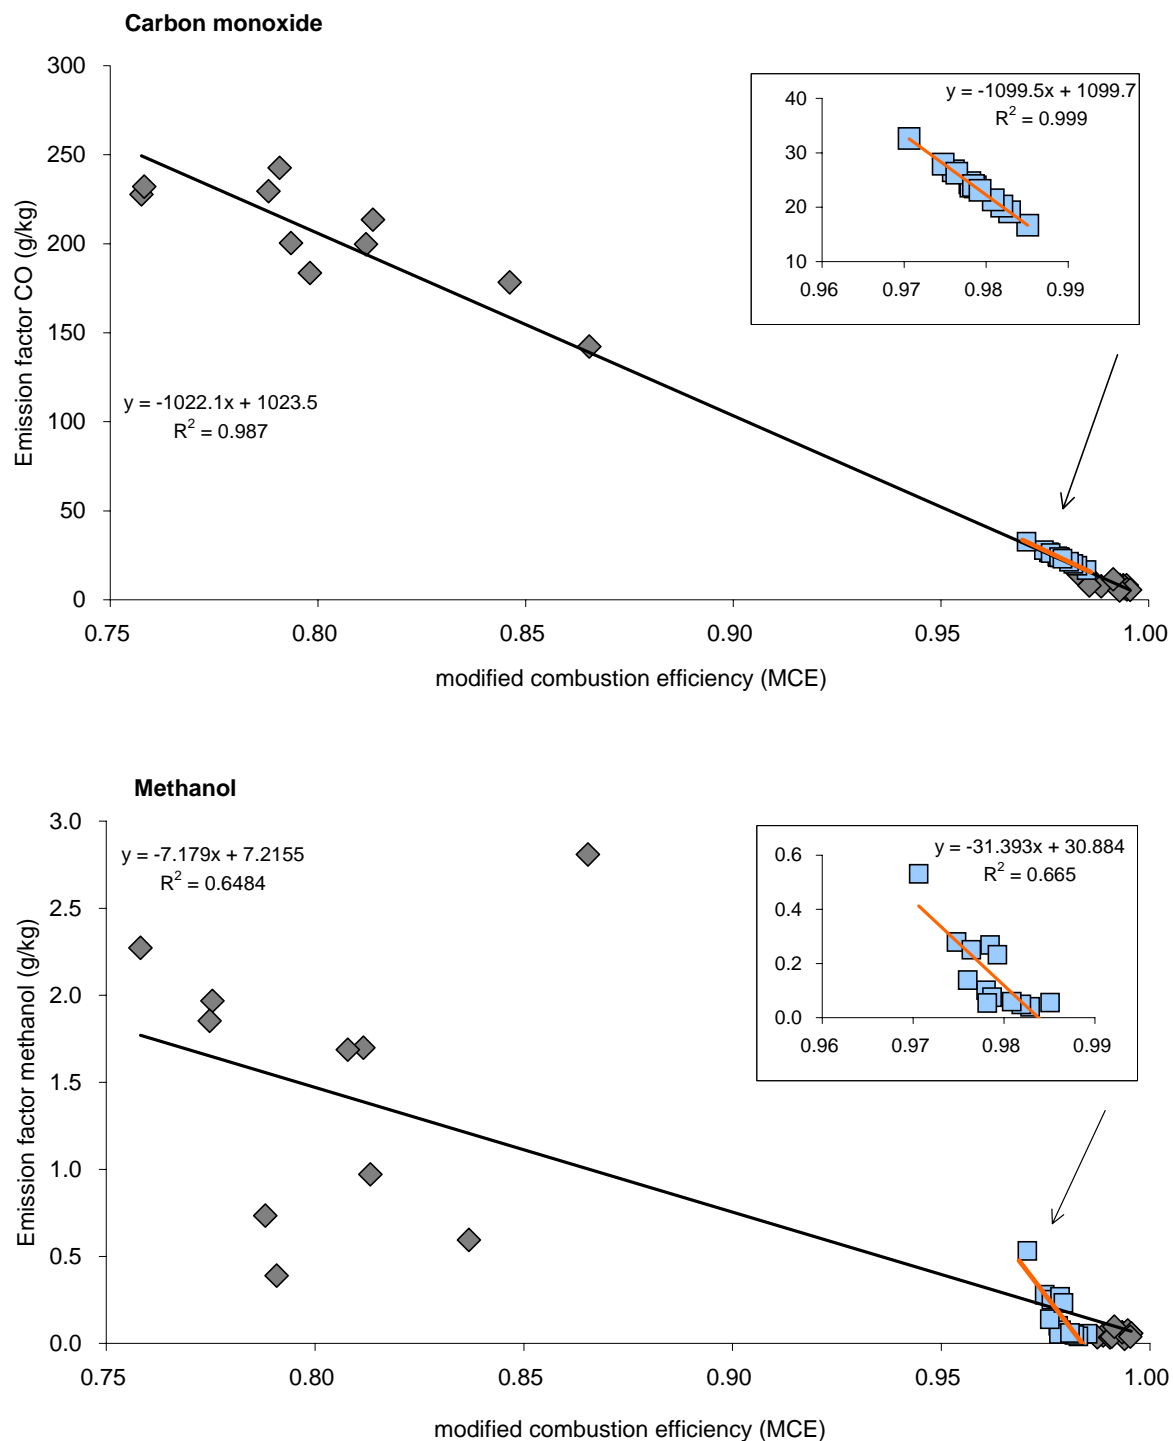 Carbon monoxide
300
250
200
150
100
50
0
Emission factor CO (g/kg)
0.75 0.80 0.85 0.90 0.95 1.00
modified combustion efficiency (MCE)
y = -1022.1x + 1023.5
R² = 0.987
y = -1099.5x + 1099.7
R² = 0.999
40
30
20
10
0.96 0.97 0.98 0.99
Methanol
3.0
2.5
2.0
1.5
1.0
0.5
0.0
Emission factor methanol (g/kg)
0.75 0.80 0.85 0.90 0.95 1.00
modified combustion efficiency (MCE)
y = -7.179x + 7.2155
R² = 0.6484
y = -31.393x + 30.884
R² = 0.665
0.6
0.4
0.2
0.0
0.96 0.97 0.98 0.99